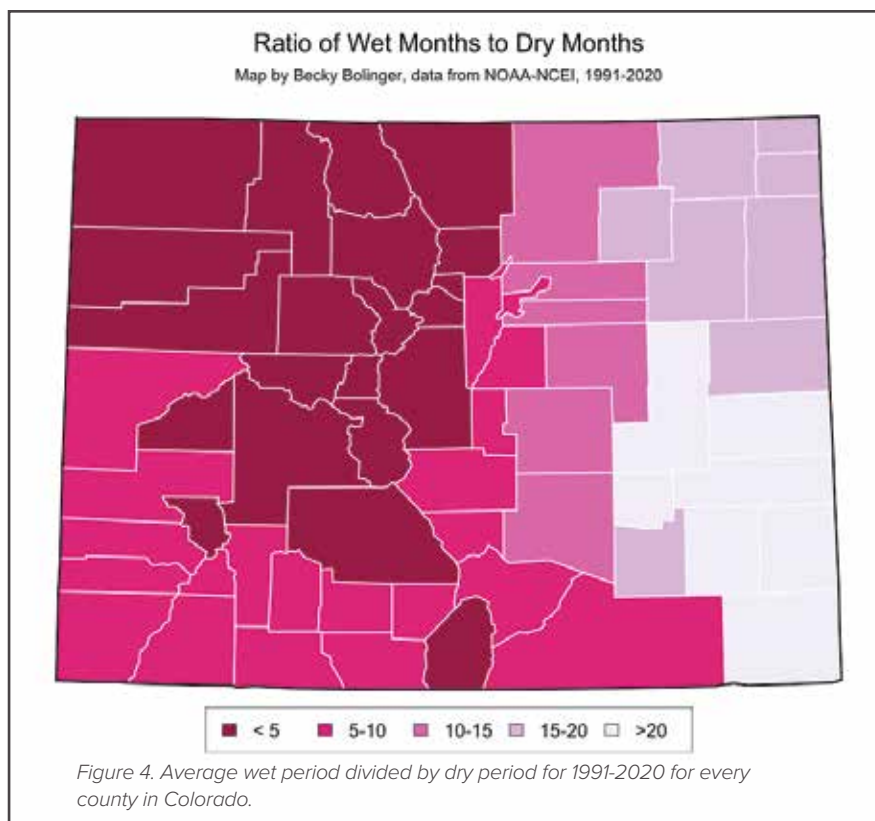 Ratio of Wet Months to Dry Months
Map by Becky Bolinger, data from NOAA-NCEI, 1991-2020
< 5 5-10 10-15 15-20 >20
Figure 4. Average wet period divided by dry period for 1991-2020 for every
county in Colorado.